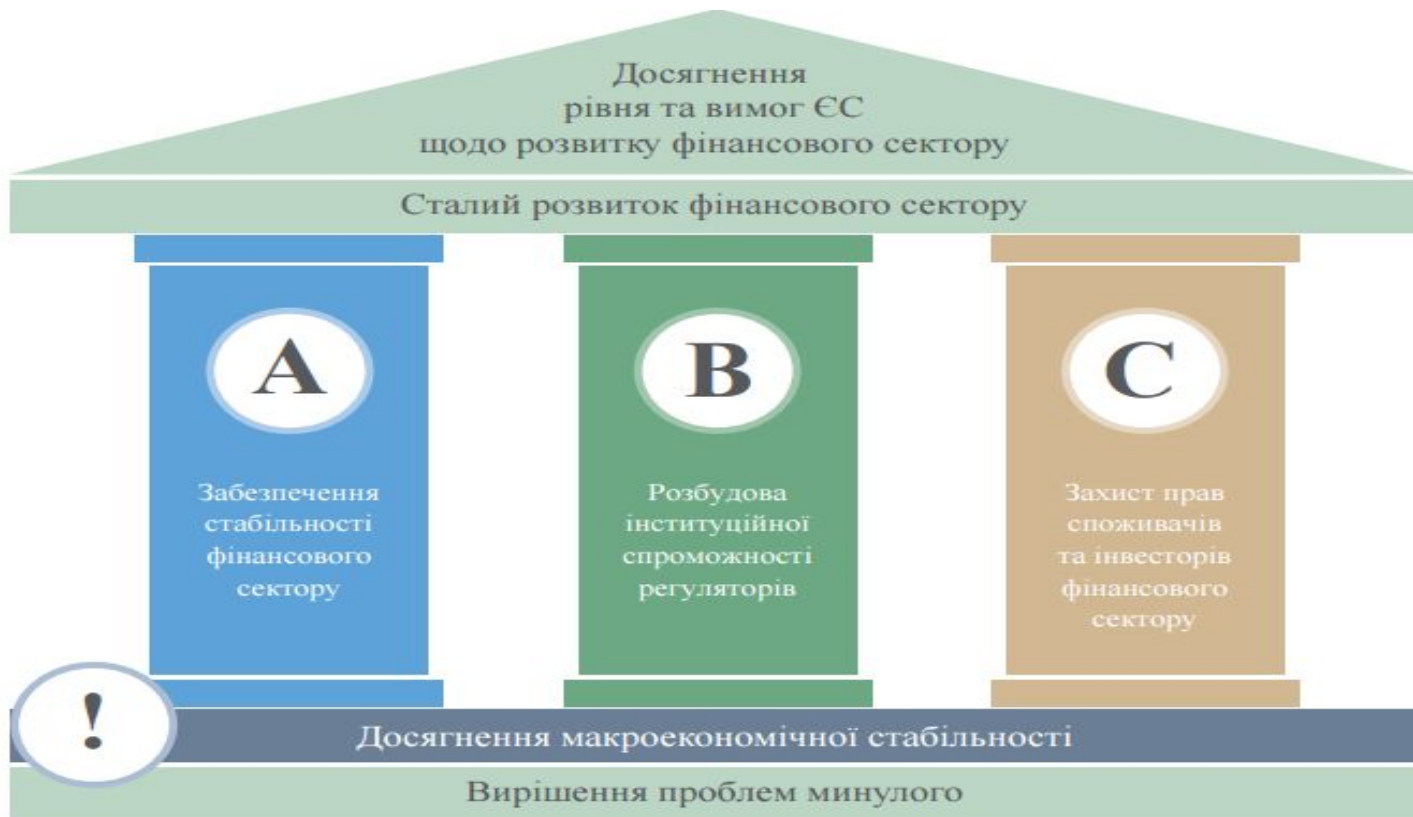 Досягнення
рівня та вимог ЄС
щодо розвитку фінансового сектору
Сталий розвиток фінансового сектору
A
Забезпечення
стабільності
фінансового
сектору
B
Розбудова
інституційної
спроможності
регуляторів
C
Захист прав
споживачів
та інвесторів
фінансового
сектору
!
Досягнення макроекономічної стабільності
Вирішення проблем минулого